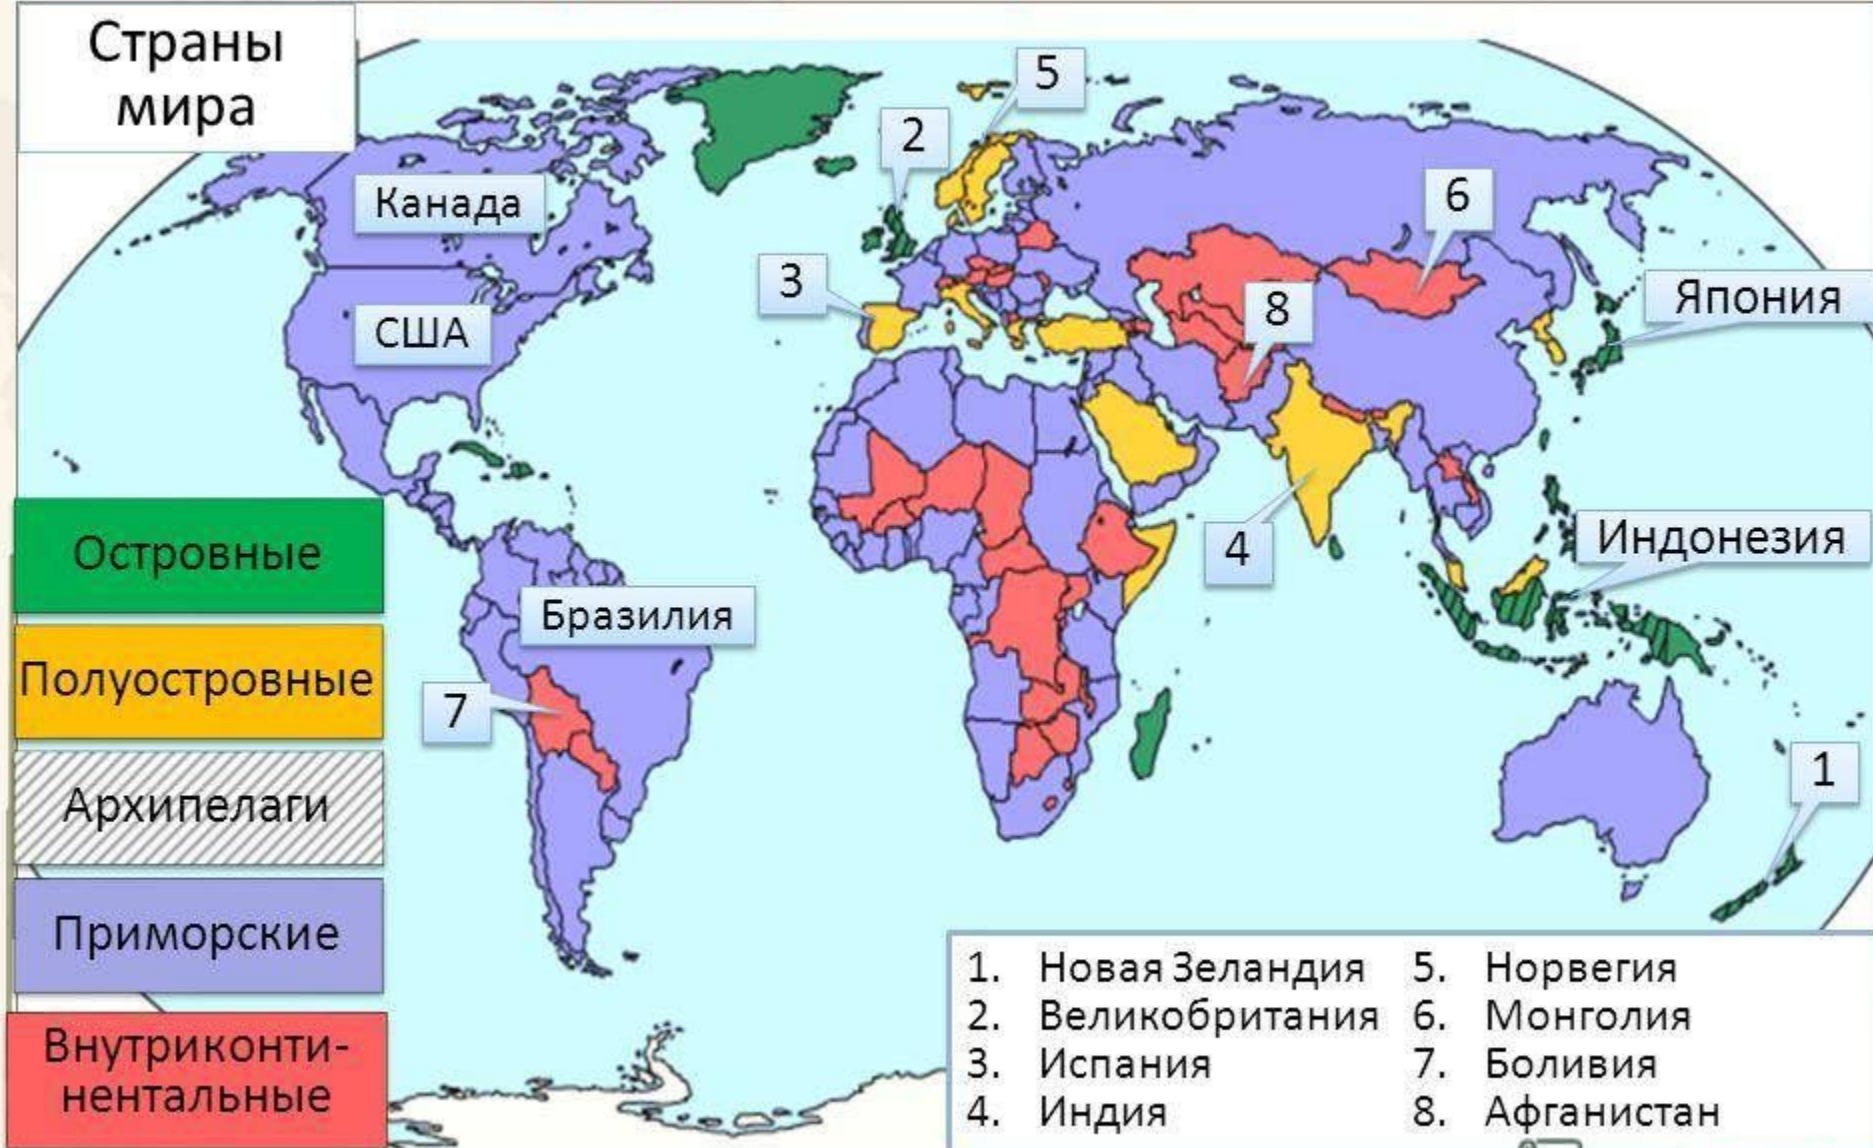 Страны
мира
5
2
Канада
6
3
8
Япония
США
Островные
4
Индонезия
Бразилия
Полуостровные
7
1
Архипелаги
Приморские
Внутриконти-
нентальные
1. Новая Зеландия
2. Великобритания
3. Испания
4. Индия
5. Норвегия
6. Монголия
7. Боливия
8. Афганистан